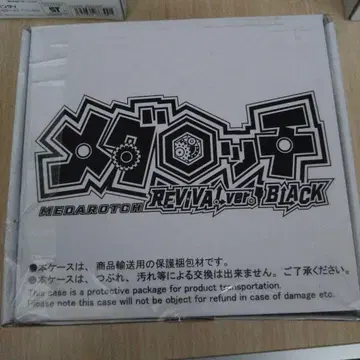 メダロッチ
MEDAROTCH REVIVAL ver. BLACK
●本ケースは、商品輸送用の保護梱包材です。
●本ケースは、つぶれ、汚れ等による交換は出来ません。ご了承ください。
This case is a protective package for product transportation.
Please note this case will not be object for refund in case of damage etc.